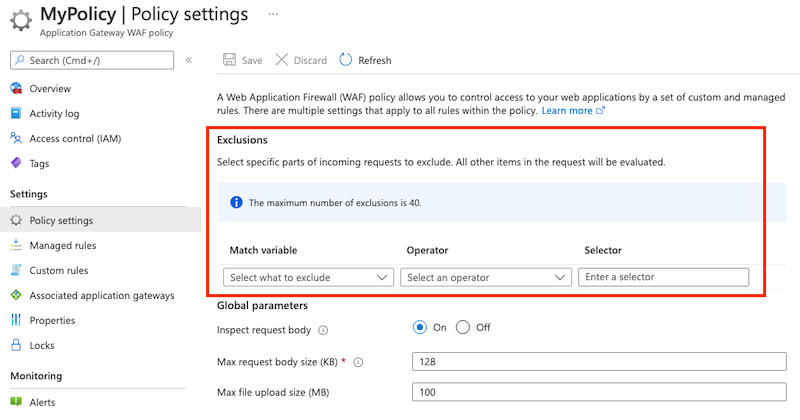 MyPolicy | Policy settings ...
Application Gateway WAF policy
Search (Cmd+/) «
Save Discard Refresh
Overview
Activity log
Access control (IAM)
Tags
Settings
Policy settings
Managed rules
Custom rules
Associated application gateways
Properties
Locks
Monitoring
Alerts
A Web Application Firewall (WAF) policy allows you to control access to your web applications by a set of custom and managed
rules. There are multiple settings that apply to all rules within the policy. Learn more
Exclusions
Select specific parts of incoming requests to exclude. All other items in the request will be evaluated.
The maximum number of exclusions is 40.
Match variable Operator Selector
Select what to exclude Select an operator Enter a selector
Global parameters
Inspect request body On Off
Max request body size (KB) * 128
Max file upload size (MB) 100